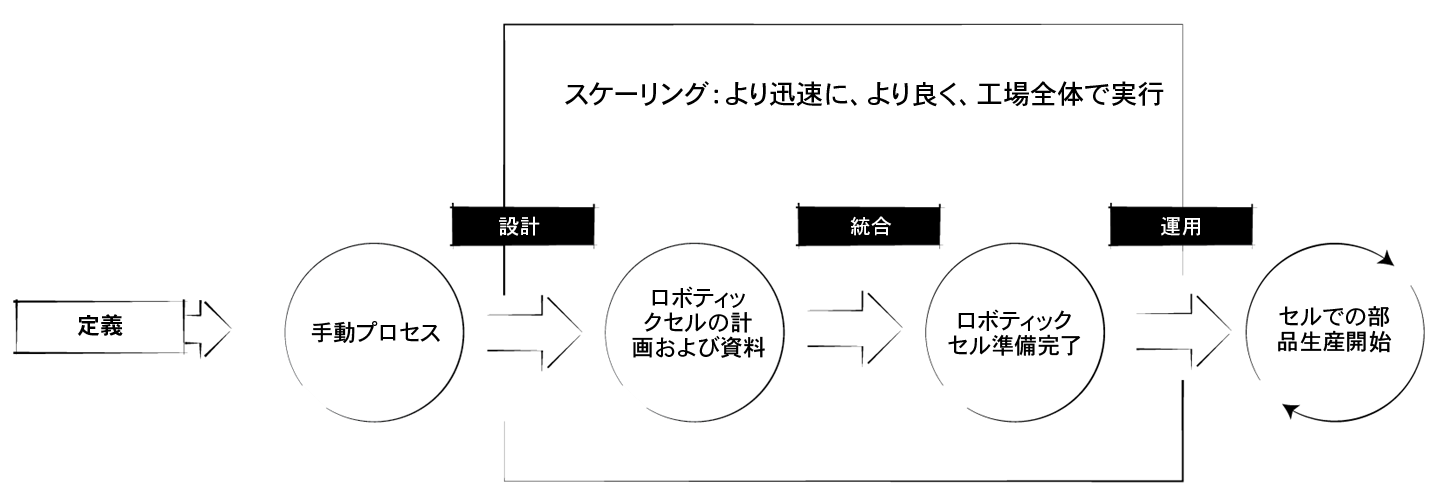 スケーリング：より迅速に、より良く、工場全体で実行
設計
統合
運用
定義
手動プロセス
ロボティッ
クセルの計
画および資料
ロボティック
セル準備完了
セルでの部
品生産開始